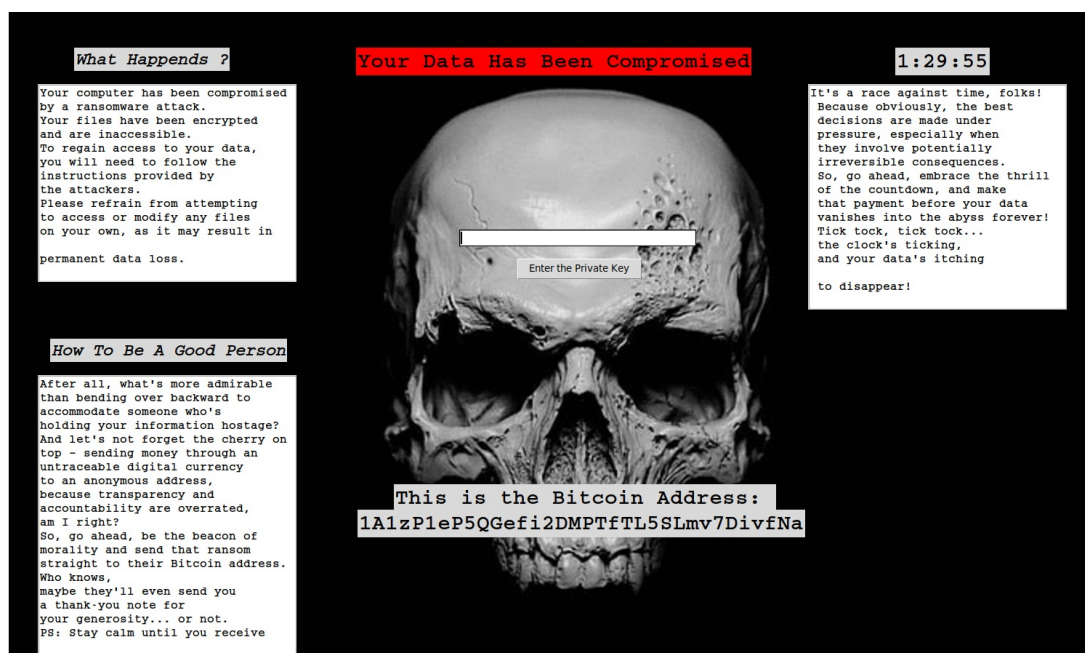 What Happends ?
Your computer has been compromised
by a ransomware attack.
Your files have been encrypted
and are inaccessible.
To regain access to your data,
you will need to follow the
instructions provided by
the attackers.
Please refrain from attempting
to access or modify any files
on your own, as it may result in
permanent data loss.
How To Be A Good Person
After all, what's more admirable
than bending over backward to
accommodate someone who's
holding your information hostage?
And let's not forget the cherry on
top - sending money through an
untraceable digital currency
to an anonymous address,
because transparency and
accountability are overrated,
am I right?
So, go ahead, be the beacon of
morality and send that ransom
straight to their Bitcoin address.
Who knows,
maybe they'll even send you
a thank-you note for
your generosity... or not.
PS: Stay calm until you receive
Your Data Has Been Compromised
Enter the Private Key
This is the Bitcoin Address:
1A1zP1eP5QGefi2DMPTfTL5SLmv7DivfNa
1:29:55
It's a race against time, folks!
Because obviously, the best
decisions are made under
pressure, especially when
they involve potentially
irreversible consequences.
So, go ahead, embrace the thrill
of the countdown, and make
that payment before your data
vanishes into the abyss forever!
Tick tock, tick tock...
the clock's ticking,
and your data's itching
to disappear!